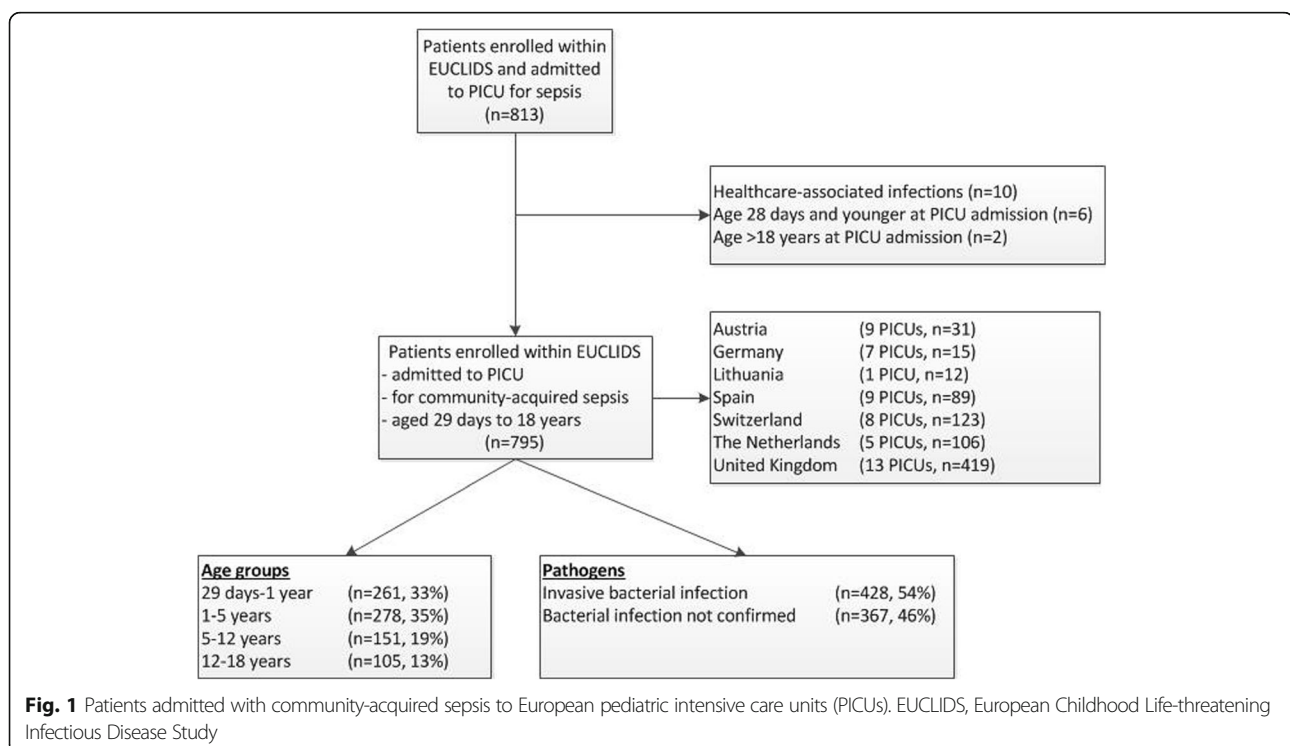 Patients enrolled within
EUCLIDS and admitted
to PICU for sepsis
(n=813)
Healthcare-associated infections (n=10)
Age 28 days and younger at PICU admission (n=6)
Age >18 years at PICU admission (n=2)
Patients enrolled within EUCLIDS
- admitted to PICU
- for community-acquired sepsis
- aged 29 days to 18 years
(n=795)
Austria (9 PICUs, n=31)
Germany (7 PICUs, n=15)
Lithuania (1 PICU, n=12)
Spain (9 PICUs, n=89)
Switzerland (8 PICUs, n=123)
The Netherlands (5 PICUs, n=106)
United Kingdom (13 PICUs, n=419)
Age groups
29 days-1 year (n=261, 33%)
1-5 years (n=278, 35%)
5-12 years (n=151, 19%)
12-18 years (n=105, 13%)
Pathogens
Invasive bacterial infection (n=428, 54%)
Bacterial infection not confirmed (n=367, 46%)
Fig. 1 Patients admitted with community-acquired sepsis to European pediatric intensive care units (PICUs). EUCLIDS, European Childhood Life-threatening
Infectious Disease Study